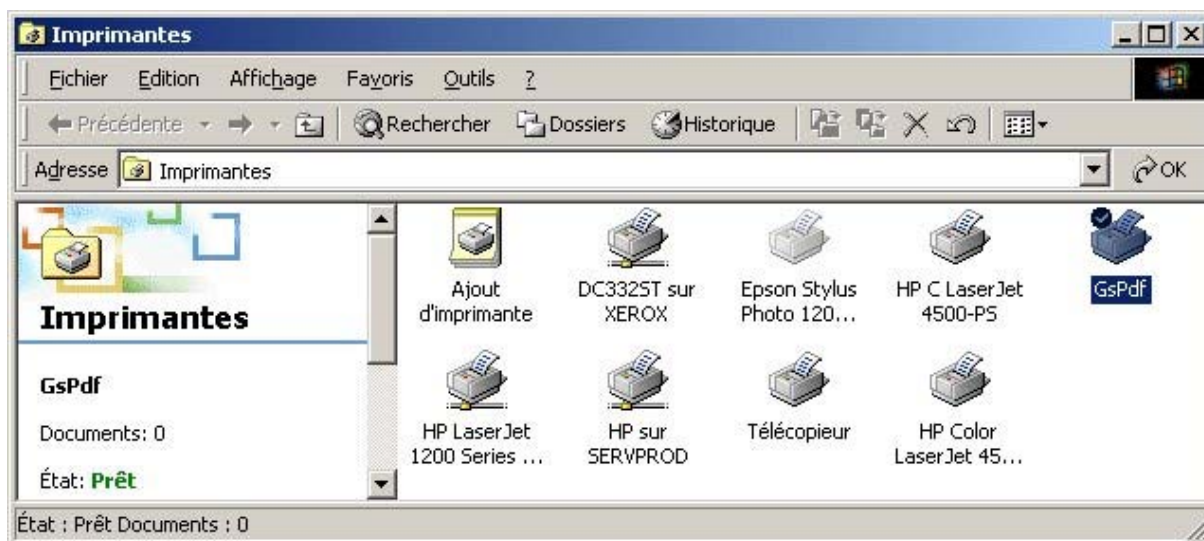 Imprimantes
Fichier Edition Affichage Favoris Outils ?
Précédente Rechercher Dossiers Historique
Adresse Imprimantes OK
Imprimantes
GsPdf
Documents: 0
État: Prêt
Ajout
d'imprimante
DC332ST sur
XEROX
Epson Stylus
Photo 120...
HP C LaserJet
4500-PS
GsPdf
HP LaserJet
1200 Series ...
HP sur
SERVPROD
Télécopieur
HP Color
LaserJet 45...
État : Prêt Documents : 0